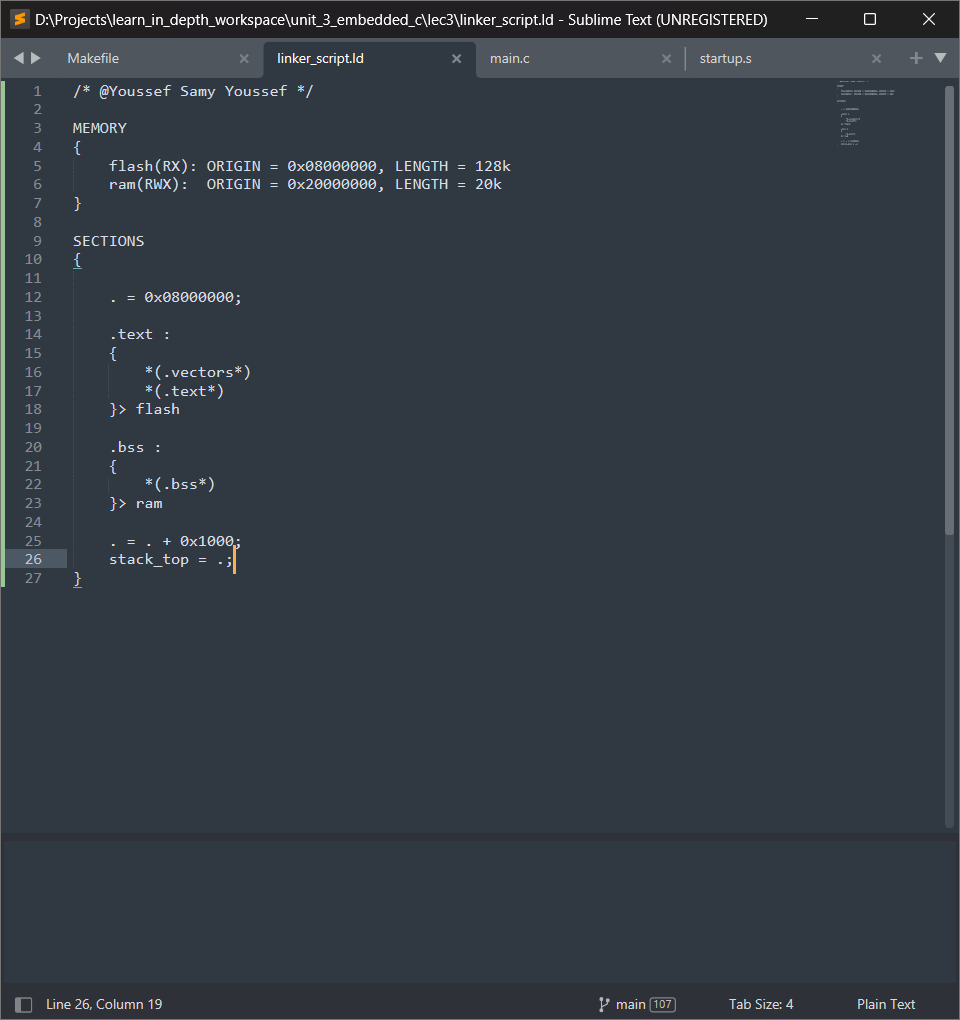 D:\Projects\learn_in_depth_workspace\unit_3_embedded_c\lec3\linker_script.ld - Sublime Text (UNREGISTERED)
Makefile linker_script.ld main.c startup.s
1 /* @Youssef Samy Youssef */
2
3 MEMORY
4 {
5     flash(RX): ORIGIN = 0x08000000, LENGTH = 128k
6     ram(RWX):  ORIGIN = 0x20000000, LENGTH = 20k
7 }
8
9 SECTIONS
10 {
11
12     . = 0x08000000;
13
14     .text :
15     {
16         *(.vectors*)
17         *(.text*)
18     }> flash
19
20     .bss :
21     {
22         *(.bss*)
23     }> ram
24
25     . = . + 0x1000;
26     stack_top = .;
27 }
Line 26, Column 19 main 107 Tab Size: 4 Plain Text